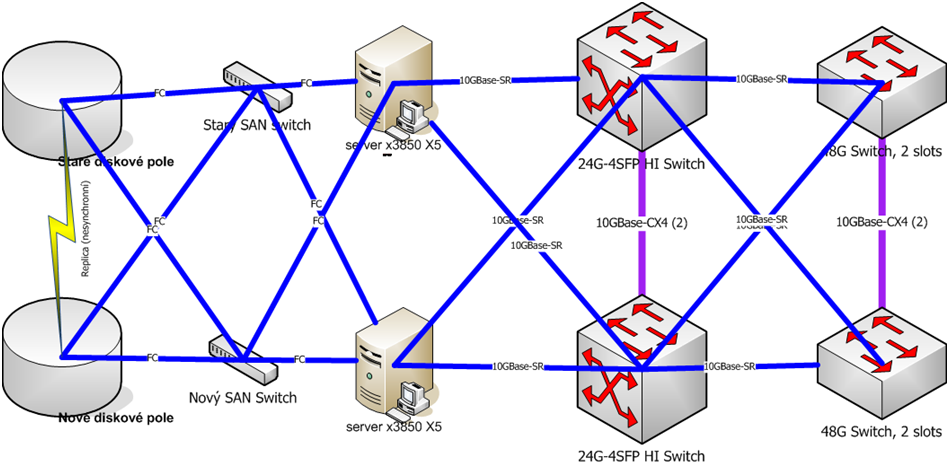 FC
FC
10GBase-SR
10GBase-SR
Starý SAN switch
server x3850 X5
Staré diskové pole
24G-4SFP HI Switch
48G Switch, 2 slots
Replica (nesynchronní)
FC
FC
FC
FC
10GBase-SR
10GBase-SR
10GBase-CX4 (2)
10GBase-SR
10GBase-SR
10GBase-CX4 (2)
FC
FC
10GBase-SR
10GBase-SR
Nové diskové pole
Nový SAN Switch
server x3850 X5
24G-4SFP HI Switch
48G Switch, 2 slots